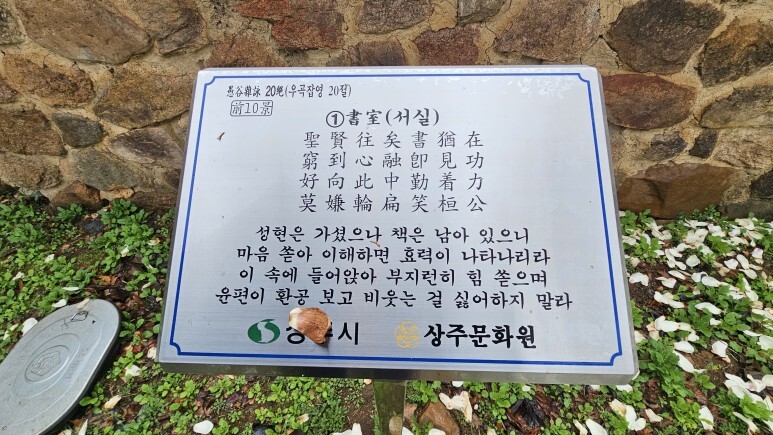 愚谷雜詠 20絶(우곡잡영 20절)
前10景
①書室(서실)
聖賢往矣書猶在
窮到心融卽見功
好向此中勤着力
莫嫌輪扁笑桓公
성현은 가셨으나 책은 남아 있으니
마음 쏟아 이해하면 효력이 나타나리라
이 속에 들어앉아 부지런히 힘 쏟으며
윤편이 환공 보고 비웃는 걸 싫어하지 말라
상주문화원